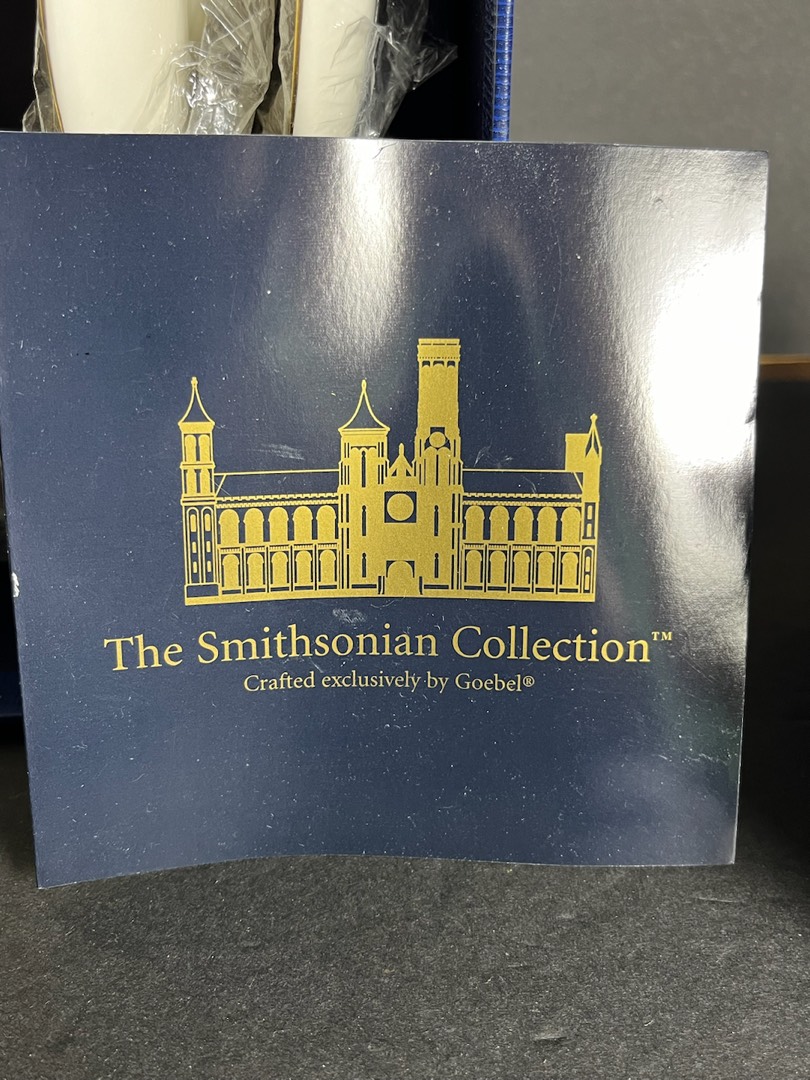 The Smithsonian Collection™
Crafted exclusively by Goebel®